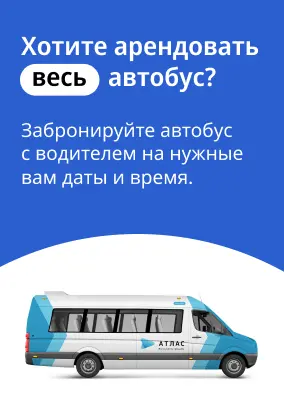 Хотите арендовать
весь автобус?
Забронируйте автобус
с водителем на нужные
вам даты и время.
АТЛАС